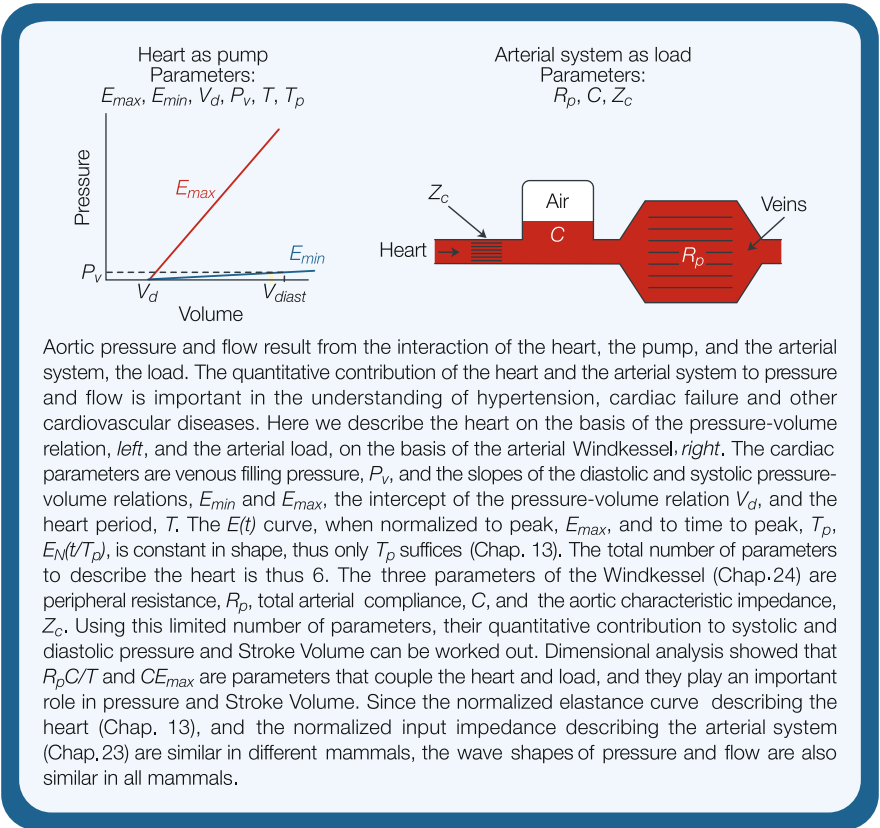 Heart as pump
Parameters:
Emax, Emin, Vd, Pv, T, Tp
Pressure
Emax
Emin
Pv
Vd
Vdiast
Volume
Arterial system as load
Parameters:
Rp, C, Zc
Zc
Air
Veins
Heart
C
Rp
Aortic pressure and flow result from the interaction of the heart, the pump, and the arterial
system, the load. The quantitative contribution of the heart and the arterial system to pressure
and flow is important in the understanding of hypertension, cardiac failure and other
cardiovascular diseases. Here we describe the heart on the basis of the pressure-volume
relation, left, and the arterial load, on the basis of the arterial Windkessel, right. The cardiac
parameters are venous filling pressure, Pv, and the slopes of the diastolic and systolic pressure-
volume relations, Emin and Emax, the intercept of the pressure-volume relation Vd, and the
heart period, T. The E(t) curve, when normalized to peak, Emax, and to time to peak, Tp,
EN(t/Tp), is constant in shape, thus only Tp suffices (Chap. 13). The total number of parameters
to describe the heart is thus 6. The three parameters of the Windkessel (Chap.24) are
peripheral resistance, Rp, total arterial compliance, C, and the aortic characteristic impedance,
Zc. Using this limited number of parameters, their quantitative contribution to systolic and
diastolic pressure and Stroke Volume can be worked out. Dimensional analysis showed that
RpC/T and CEmax are parameters that couple the heart and load, and they play an important
role in pressure and Stroke Volume. Since the normalized elastance curve describing the
heart (Chap. 13), and the normalized input impedance describing the arterial system
(Chap.23) are similar in different mammals, the wave shapes of pressure and flow are also
similar in all mammals.